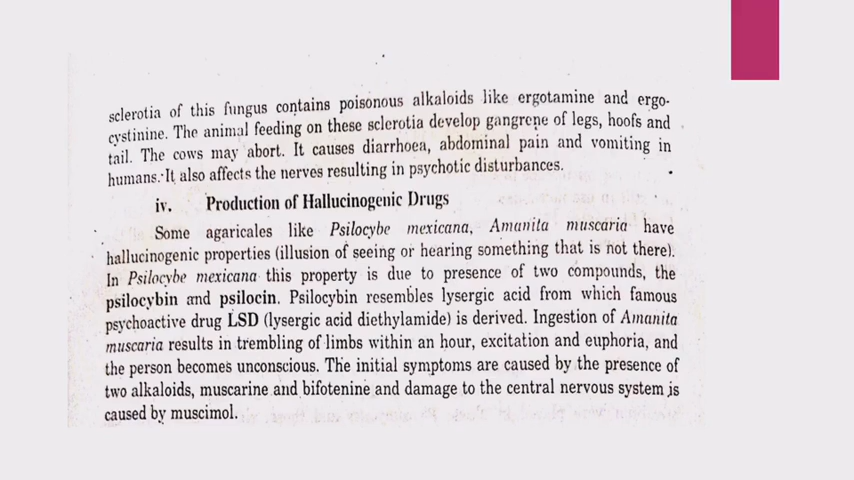 sclerotia of this fungus contains poisonous alkaloids like ergotamine and ergo-
cystinine. The animal feeding on these sclerotia develop gangrene of legs, hoofs and
tail. The cows may abort. It causes diarrhoea, abdominal pain and vomiting in
humans. It also affects the nerves resulting in psychotic disturbances.
iv. Production of Hallucinogenic Drugs
Some agaricales like Psilocybe mexicana, Amanita muscaria have
hallucinogenic properties (illusion of seeing or hearing something that is not there).
In Psilocybe mexicana this property is due to presence of two compounds, the
psilocybin and psilocin. Psilocybin resembles lysergic acid from which famous
psychoactive drug LSD (lysergic acid diethylamide) is derived. Ingestion of Amanita
muscaria results in trembling of limbs within an hour, excitation and euphoria, and
the person becomes unconscious. The initial symptoms are caused by the presence of
two alkaloids, muscarine and bifotenine and damage to the central nervous system is
caused by muscimol.